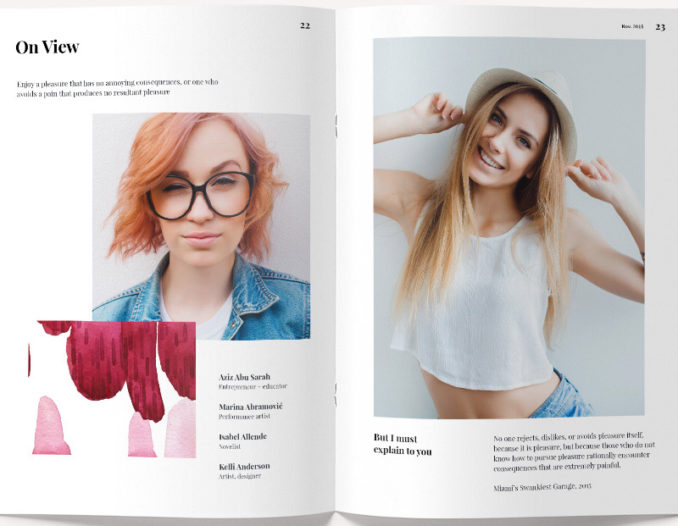 22
On View
Enjoy a pleasure that has no annoying consequences, or one who
avoids a pain that produces no resultant pleasure
Aziz Abu Sarah
Entrepreneur + educator
Marina Abramović
Performance artist
Isabel Allende
Novelist
Kelli Anderson
Artist, designer
Nov. 2018
23
But I must
explain to you
No one rejects, dislikes, or avoids pleasure itself,
because it is pleasure, but because those who do not
know how to pursue pleasure rationally encounter
consequences that are extremely painful.
Miami's Swankiest Garage, 2015